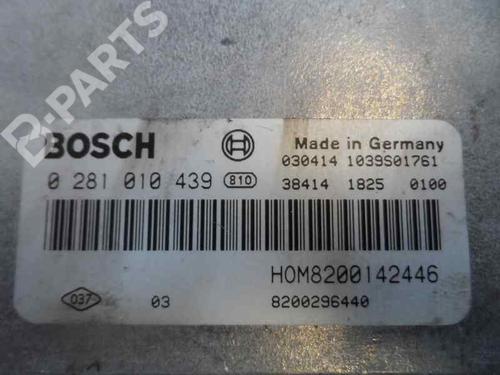 B-PARTS
BOSCH Made in Germany
030414 1039S01761
0 281 010 439 810 38414 1825 0100
HOM8200142446
037 03 8200296440